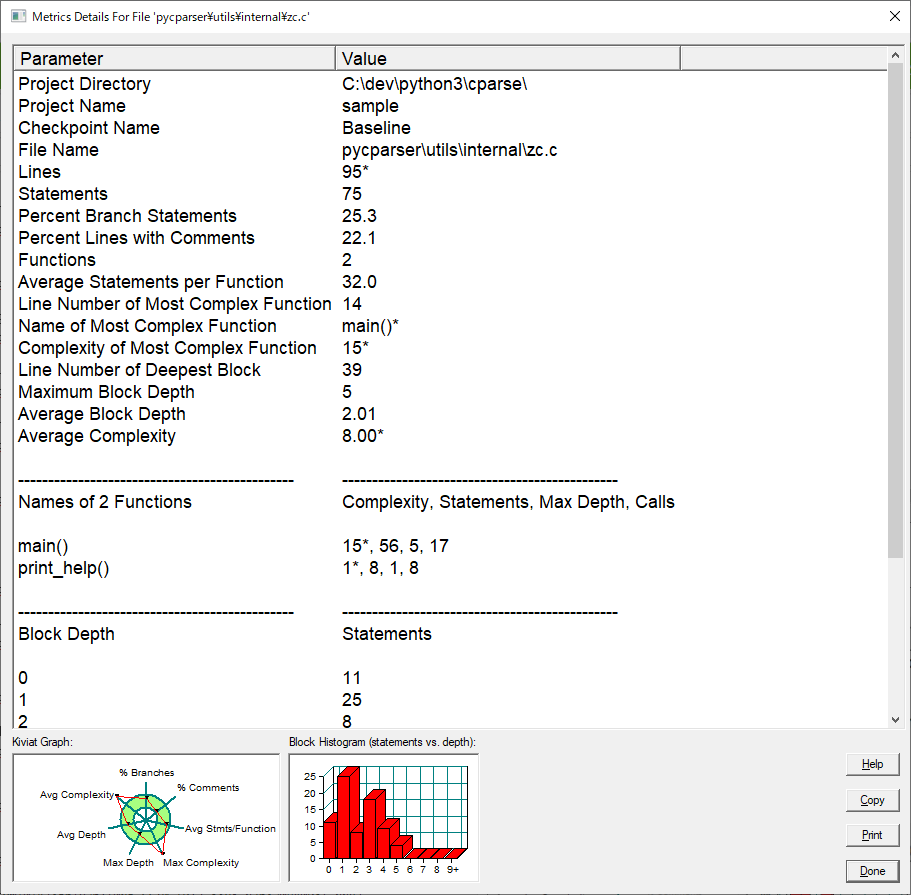 Metrics Details For File 'pycparser¥utils¥internal¥zc.c'
Parameter Value
Project Directory C:\dev\python3\cparse\
Project Name sample
Checkpoint Name Baseline
File Name pycparser\utils\internal\zc.c
Lines 95*
Statements 75
Percent Branch Statements 25.3
Percent Lines with Comments 22.1
Functions 2
Average Statements per Function 32.0
Line Number of Most Complex Function 14
Name of Most Complex Function main()*
Complexity of Most Complex Function 15*
Line Number of Deepest Block 39
Maximum Block Depth 5
Average Block Depth 2.01
Average Complexity 8.00*
---------------------------------------------- ----------------------------------------------
Names of 2 Functions Complexity, Statements, Max Depth, Calls
main() 15*, 56, 5, 17
print_help() 1*, 8, 1, 8
---------------------------------------------- ----------------------------------------------
Block Depth Statements
0 11
1 25
2 8
Kiviat Graph:
% Branches
% Comments
Avg Complexity
Avg Stmts/Function
Avg Depth
Max Depth
Max Complexity
Block Histogram (statements vs. depth):
25
20
15
10
5
0
0 1 2 3 4 5 6 7 8 9+
Help
Copy
Print
Done